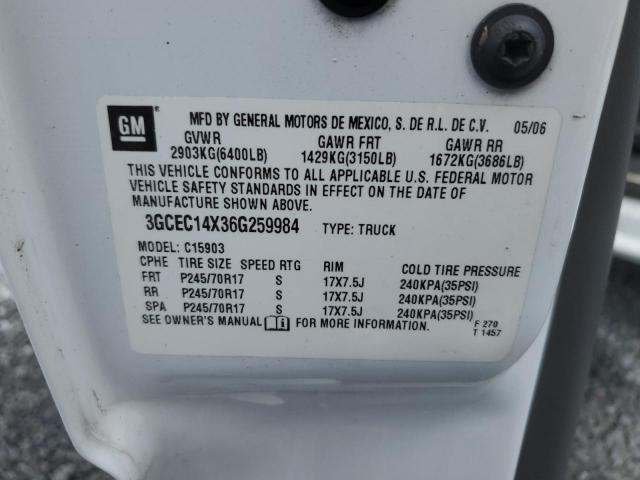 GM
MFD BY GENERAL MOTORS DE MEXICO, S. DE R.L. DE C.V. 05/06
GVWR GAWR FRT GAWR RR
2903KG(6400LB) 1429KG(3150LB) 1672KG(3686LB)
THIS VEHICLE CONFORMS TO ALL APPLICABLE U.S. FEDERAL MOTOR
VEHICLE SAFETY STANDARDS IN EFFECT ON THE DATE OF
MANUFACTURE SHOWN ABOVE.
3GCEC14X36G259984 TYPE: TRUCK
MODEL: C15903
CPHE TIRE SIZE SPEED RTG RIM COLD TIRE PRESSURE
FRT P245/70R17 S 17X7.5J 240KPA(35PSI)
RR P245/70R17 S 17X7.5J 240KPA(35PSI)
SPA P245/70R17 S 17X7.5J 240KPA(35PSI)
SEE OWNER'S MANUAL FOR MORE INFORMATION. F 270
T 1457